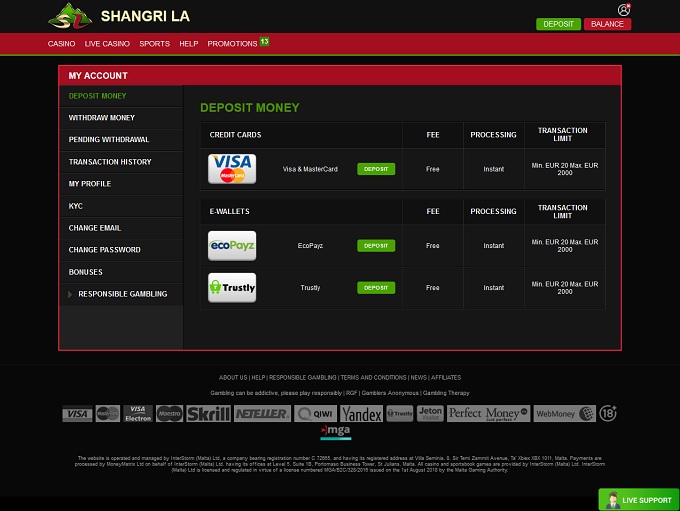 SHANGRI LA
DEPOSIT BALANCE
CASINO LIVE CASINO SPORTS HELP PROMOTIONS 13
MY ACCOUNT
DEPOSIT MONEY
WITHDRAW MONEY
PENDING WITHDRAWAL
TRANSACTION HISTORY
MY PROFILE
KYC
CHANGE EMAIL
CHANGE PASSWORD
BONUSES
RESPONSIBLE GAMBLING
DEPOSIT MONEY
CREDIT CARDS FEE PROCESSING TRANSACTION LIMIT
VISA MasterCard Visa & MasterCard DEPOSIT Free Instant Min. EUR 20 Max. EUR 2000
E-WALLETS FEE PROCESSING TRANSACTION LIMIT
ecoPayz EcoPayz DEPOSIT Free Instant Min. EUR 20 Max. EUR 2000
Trustly Trustly DEPOSIT Free Instant Min. EUR 20 Max. EUR 2000
ABOUT US | HELP | RESPONSIBLE GAMBLING | TERMS AND CONDITIONS | NEWS | AFFILIATES
Gambling can be addictive, please play responsibly | RGF | Gamblers Anonymous | Gambling Therapy
VISA MasterCard VISA Electron Maestro Skrill NETELLER QIWI Yandex Trustly Jeton Wallet Perfect Money WebMoney 18+
mga
The website is operated and managed by InterStorm (Malta) Ltd, a company bearing registration number C 72655, and having its registered address at Villa Seminia, 8, Sir Temi Zammit Avenue, Ta' Xbiex XBX 1011, Malta. Payments are
processed by MoneyMatrix Ltd on behalf of InterStorm (Malta) Ltd. having its offices at Level 5, Suite 1B, Portomaso Business Tower, St Julians, Malta. All casino and sportsbook games are provided by InterStorm (Malta) Ltd. InterStorm
(Malta) Ltd is licensed and regulated in virtue of a license numbered MGA/B2C/328/2016 issued on the 1st August 2018 by the Malta Gaming Authority.
LIVE SUPPORT